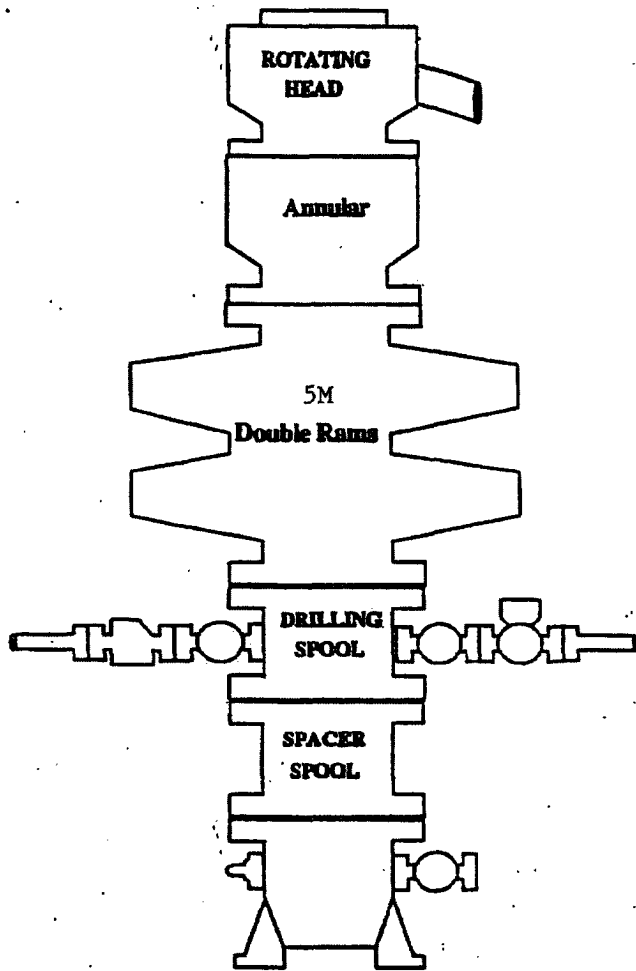 ROTATING
HEAD
Annular
5M
Double Rams
DRILLING
SPOOL
SPACER
SPOOL